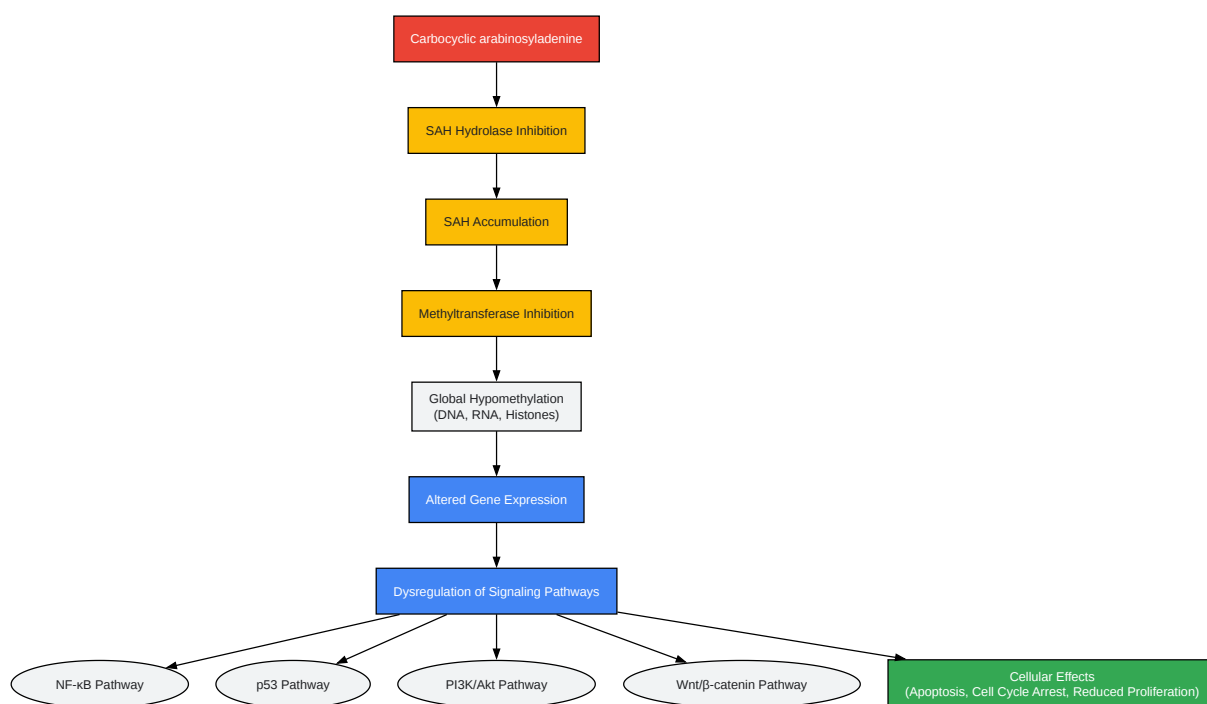 Carbocyclic arabinosyladenine
SAH Hydrolase Inhibition
SAH Accumulation
Methyltransferase Inhibition
Global Hypomethylation
(DNA, RNA, Histones)
Altered Gene Expression
Dysregulation of Signaling Pathways
NF-κB Pathway
p53 Pathway
PI3K/Akt Pathway
Wnt/β-catenin Pathway
Cellular Effects
(Apoptosis, Cell Cycle Arrest, Reduced Proliferation)